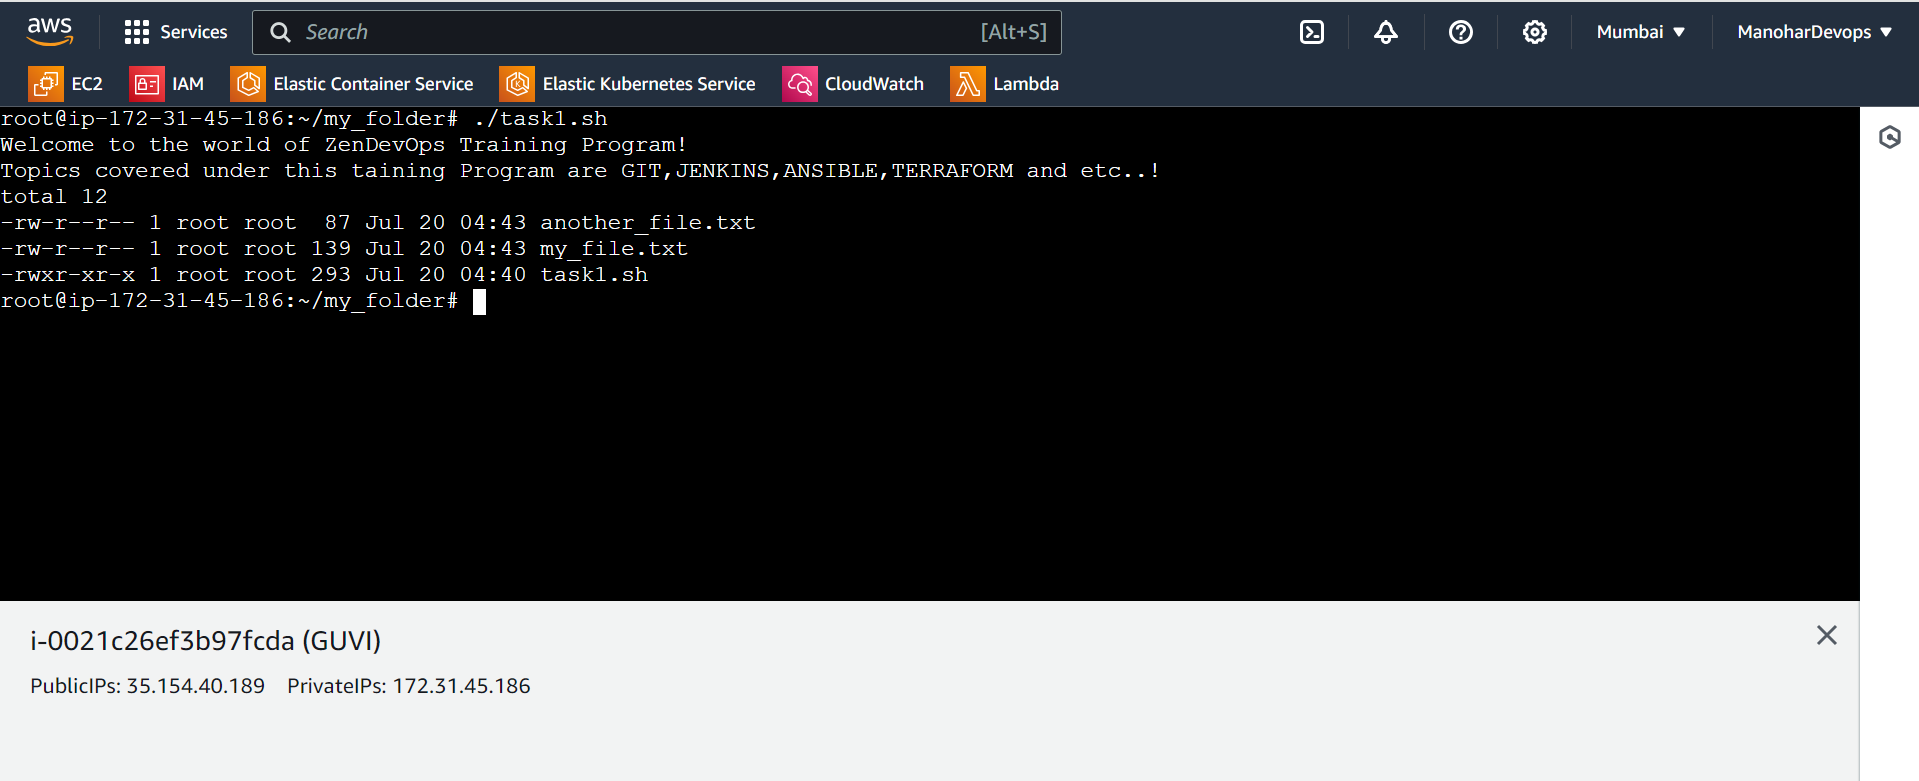 aws Services Search [Alt+S] Mumbai ▼ ManoharDevops ▼
EC2 IAM Elastic Container Service Elastic Kubernetes Service CloudWatch Lambda
root@ip-172-31-45-186:~/my_folder# ./task1.sh
Welcome to the world of ZenDevOps Training Program!
Topics covered under this taining Program are GIT,JENKINS,ANSIBLE,TERRAFORM and etc..!
total 12
-rw-r--r-- 1 root root  87 Jul 20 04:43 another_file.txt
-rw-r--r-- 1 root root 139 Jul 20 04:43 my_file.txt
-rwxr-xr-x 1 root root 293 Jul 20 04:40 task1.sh
root@ip-172-31-45-186:~/my_folder#
i-0021c26ef3b97fcda (GUVI)
PublicIPs: 35.154.40.189 PrivateIPs: 172.31.45.186